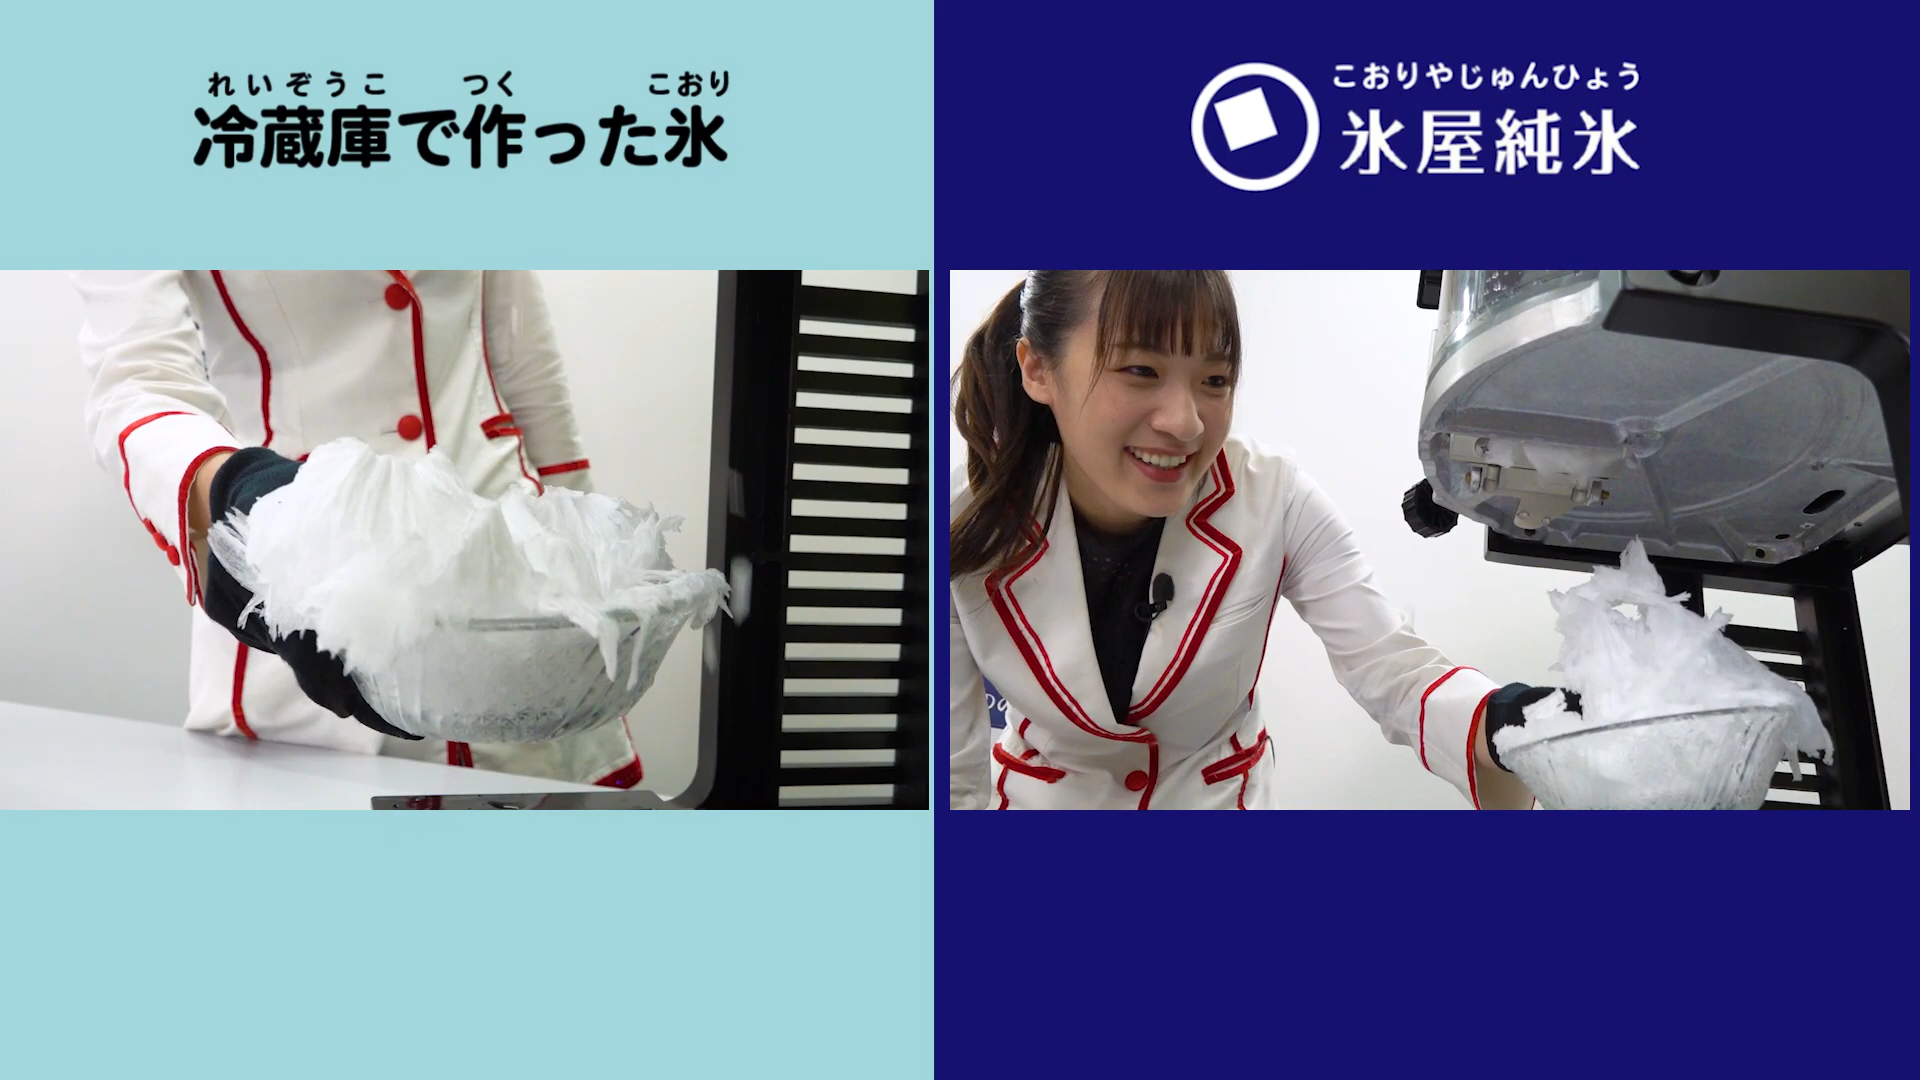 れいぞうこ つく こおり
冷蔵庫で作った氷
こおりやじゅんひょう
氷屋純氷